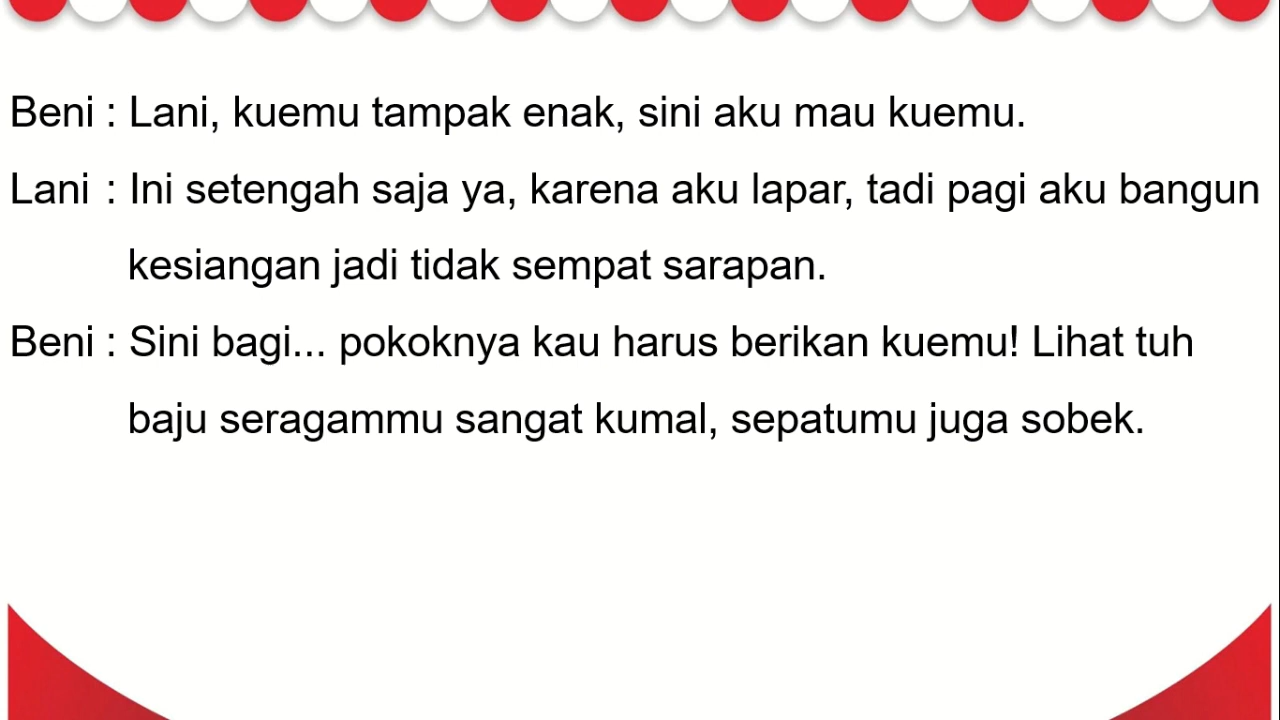 Beni : Lani, kuemu tampak enak, sini aku mau kuemu.
Lani : Ini setengah saja ya, karena aku lapar, tadi pagi aku bangun
kesiangan jadi tidak sempat sarapan.
Beni : Sini bagi... pokoknya kau harus berikan kuemu! Lihat tuh
baju seragammu sangat kumal, sepatumu juga sobek.